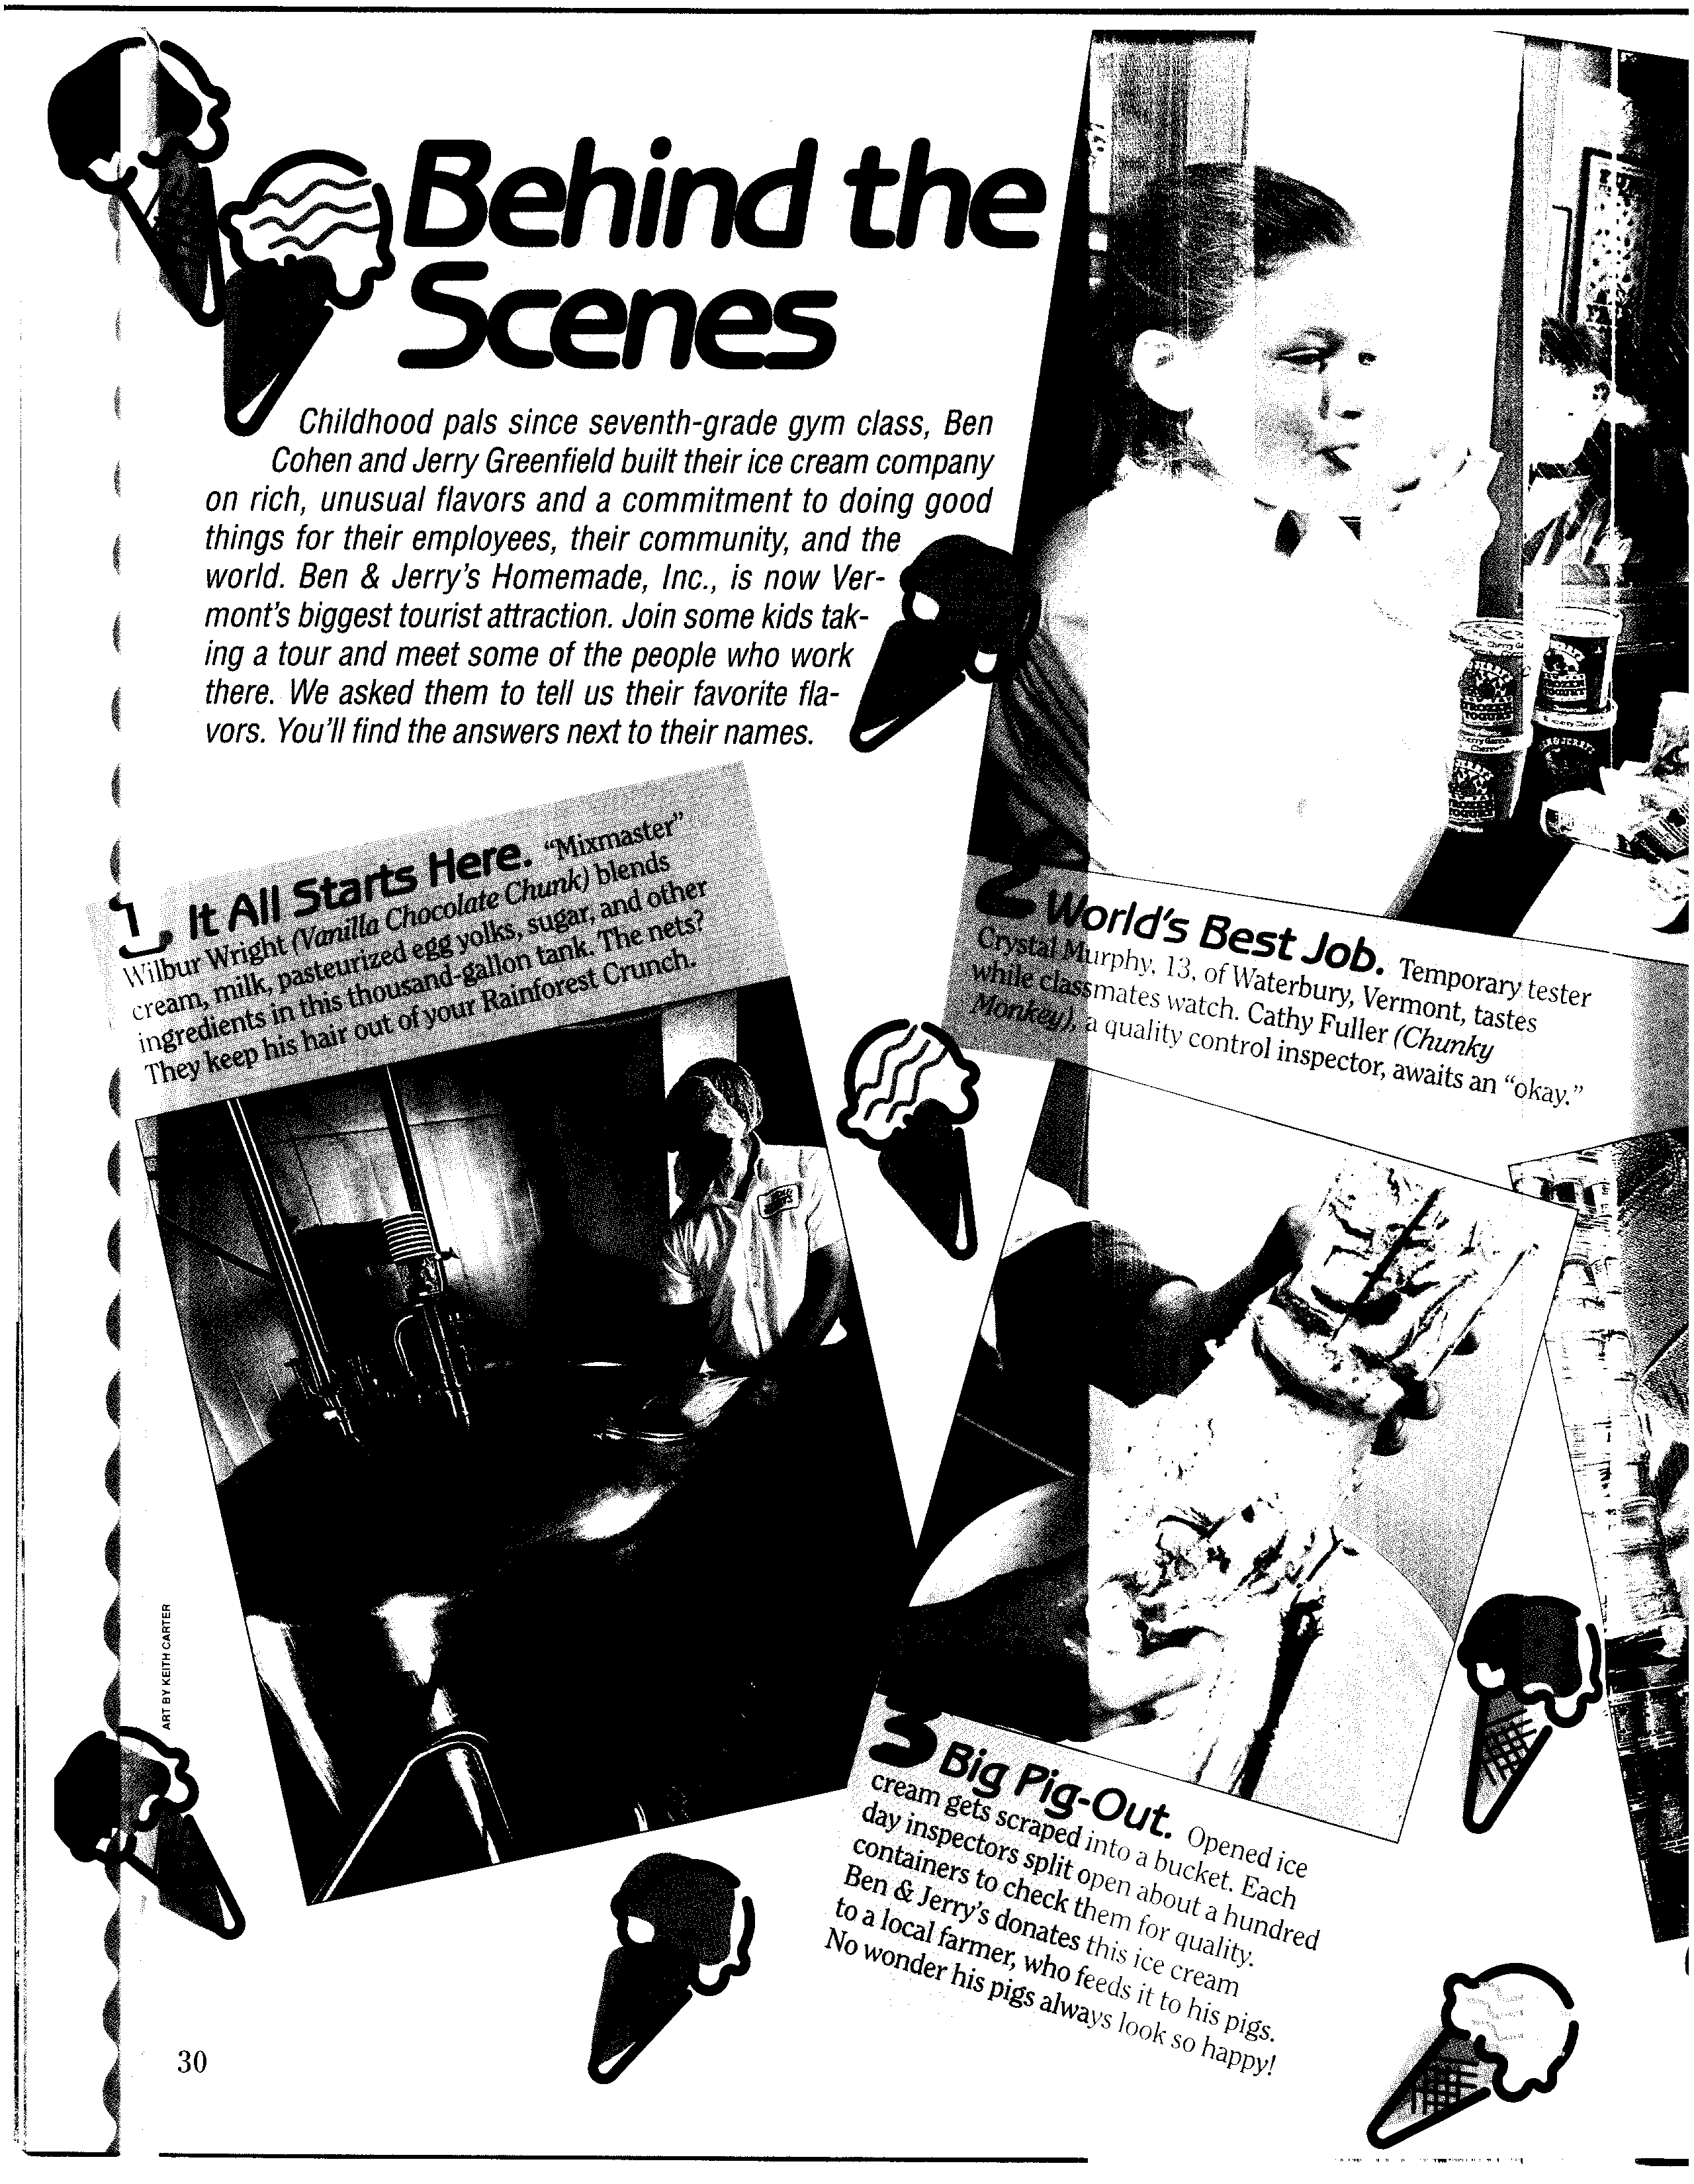 Behind the
Scenes
Childhood pals since seventh-grade gym class, Ben
Cohen and Jerry Greenfield built their ice cream company
on rich, unusual flavors and a commitment to doing good
things for their employees, their community, and the
world. Ben & Jerry's Homemade, Inc., is now Ver-
mont's biggest tourist attraction. Join some kids tak-
ing a tour and meet some of the people who work
there. We asked them to tell us their favorite fla-
vors. You'll find the answers next to their names.
1. It All Starts Here. "Mixmaster"
Wilbur Wright (Vanilla Chocolate Chunk) blends
cream, milk, pasteurized egg yolks, sugar, and other
ingredients in this thousand-gallon tank. The nets?
They keep his hair out of your Rainforest Crunch.
2 World's Best Job. Temporary tester
Crystal Murphy, 13, of Waterbury, Vermont, tastes
while classmates watch. Cathy Fuller (Chunky
Monkey), a quality control inspector, awaits an "okay."
3 Big Pig-Out. Opened ice
cream gets scraped into a bucket. Each
day inspectors split open about a hundred
containers to check them for quality.
Ben & Jerry's donates this ice cream
to a local farmer, who feeds it to his pigs.
No wonder his pigs always look so happy!
ART BY KEITH CARTER
30